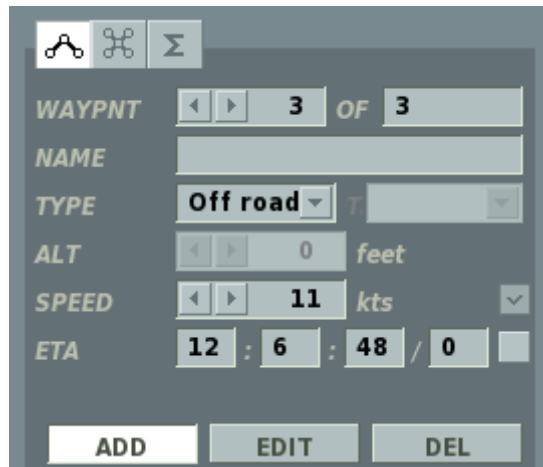 Σ
WAYPNT 3 OF 3
NAME
TYPE Off road T.
ALT 0 feet
SPEED 11 kts
ETA 12 : 6 : 48 / 0
ADD EDIT DEL